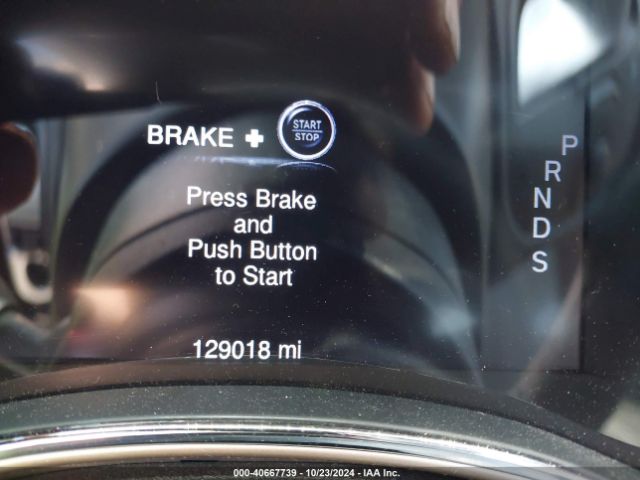 BRAKE + START STOP
Press Brake
and
Push Button
to Start
129018 mi
P
R
N
D
S
000-40667739 - 10/23/2024 - IAA Inc.